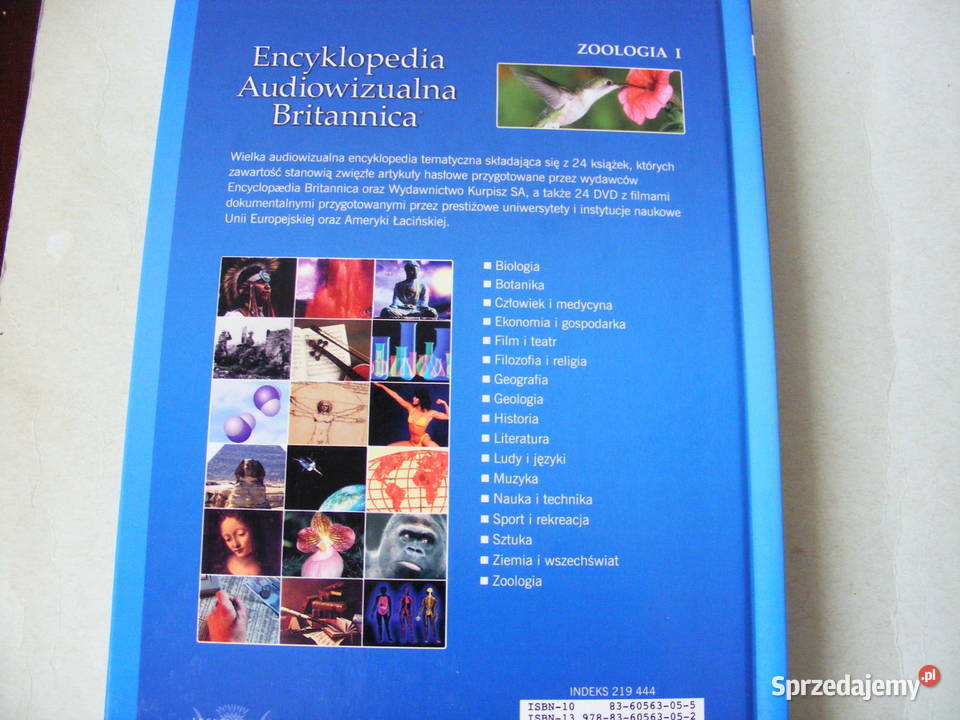 Encyklopedia
Audiowizualna
Britannica
ZOOLOGIA I
Wielka audiowizualna encyklopedia tematyczna składająca się z 24 książek, których
zawartość stanowią zwięzłe artykuły hasłowe przygotowane przez wydawców
Encyclopædia Britannica oraz Wydawnictwo Kurpisz SA, a także 24 DVD z filmami
dokumentalnymi przygotowanymi przez prestiżowe uniwersytety i instytucje naukowe
Unii Europejskiej oraz Ameryki Łacińskiej.
Biologia
Botanika
Człowiek i medycyna
Ekonomia i gospodarka
Film i teatr
Filozofia i religia
Geografia
Geologia
Historia
Literatura
Ludy i języki
Muzyka
Nauka i technika
Sport i rekreacja
Sztuka
Ziemia i wszechświat
Zoologia
INDEKS 219 444
ISBN-10 83-60563-05-5
ISBN-13 978-83-60563-05-2
Sprzedajemy.pl